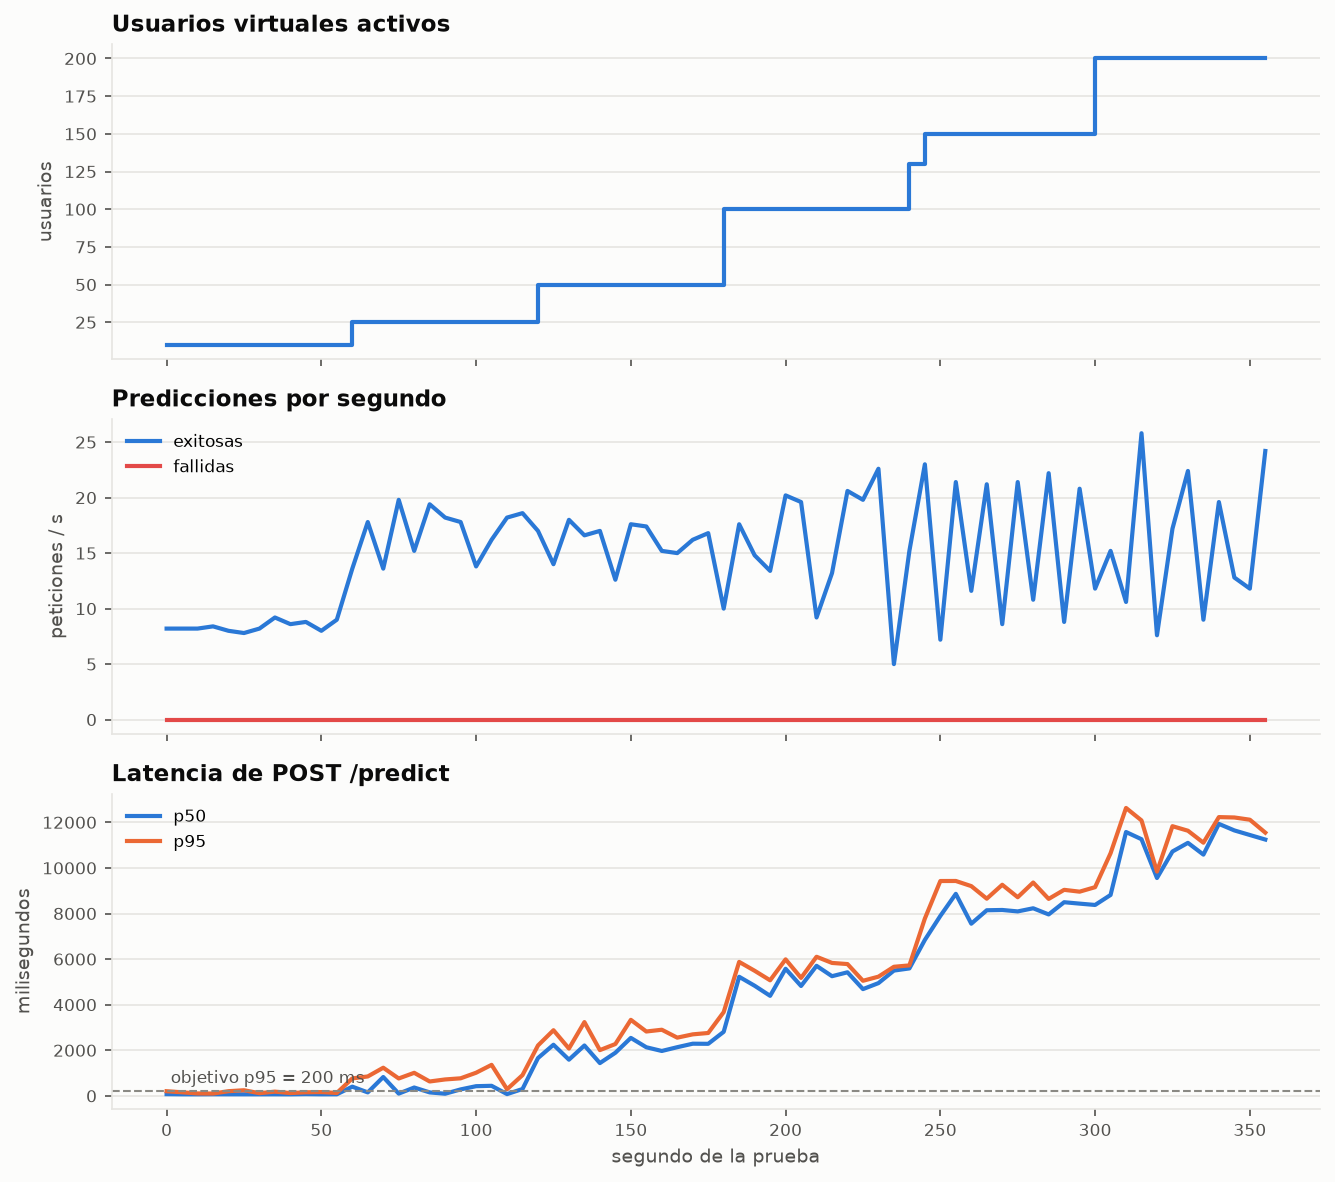 Usuarios virtuales activos
200
175
150
125
100
75
50
25
usuarios
Predicciones por segundo
exitosas
fallidas
25
20
15
10
5
0
peticiones / s
Latencia de POST /predict
p50
p95
12000
10000
8000
6000
4000
2000
0
milisegundos
objetivo p95 = 200 ms
0 50 100 150 200 250 300 350
segundo de la prueba